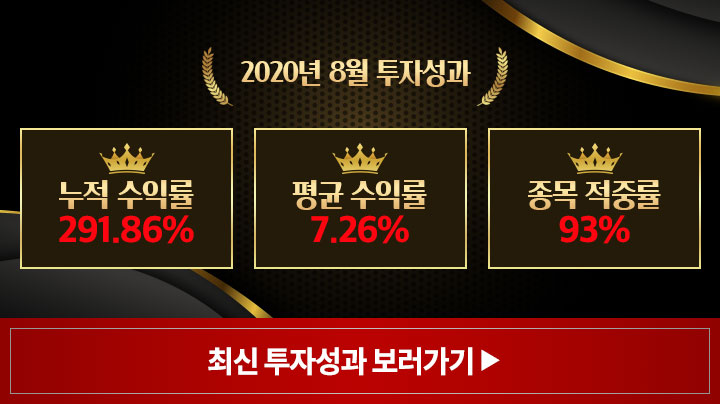 2020년 8월 투자성과
누적 수익률
291.86%
평균 수익률
7.26%
종목 적중률
93%
최신 투자성과 보러가기 ▶